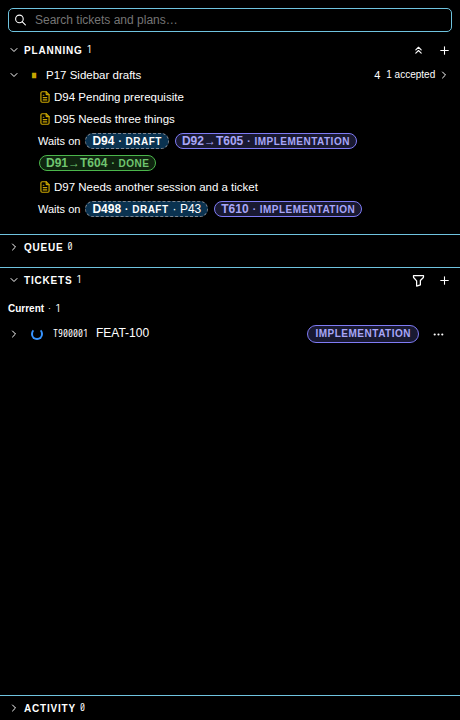 Search tickets and plans…
PLANNING 1
P17 Sidebar drafts 4 1 accepted
D94 Pending prerequisite
D95 Needs three things
Waits on D94 · DRAFT D92→T605 · IMPLEMENTATION
D91→T604 · DONE
D97 Needs another session and a ticket
Waits on D498 · DRAFT · P43 T610 · IMPLEMENTATION
QUEUE 0
TICKETS 1
Current · 1
T900001 FEAT-100 IMPLEMENTATION
ACTIVITY 0